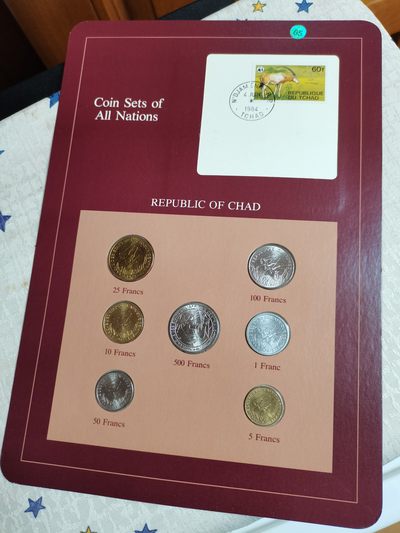 95
Coin Sets of
All Nations
60F
REPUBLIQUE
DU TCHAD
1984
TCHAD
REPUBLIC OF CHAD
25 Francs
100 Francs
10 Francs
500 Francs
1 Franc
50 Francs
5 Francs